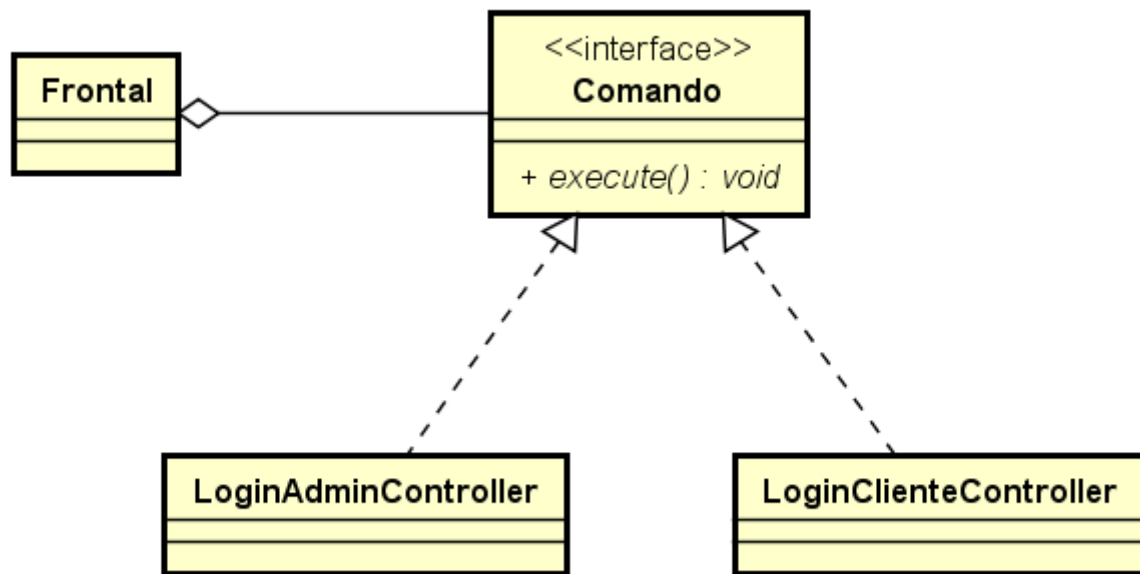 Frontal
<<interface>>
Comando
+ execute() : void
LoginAdminController
LoginClienteController